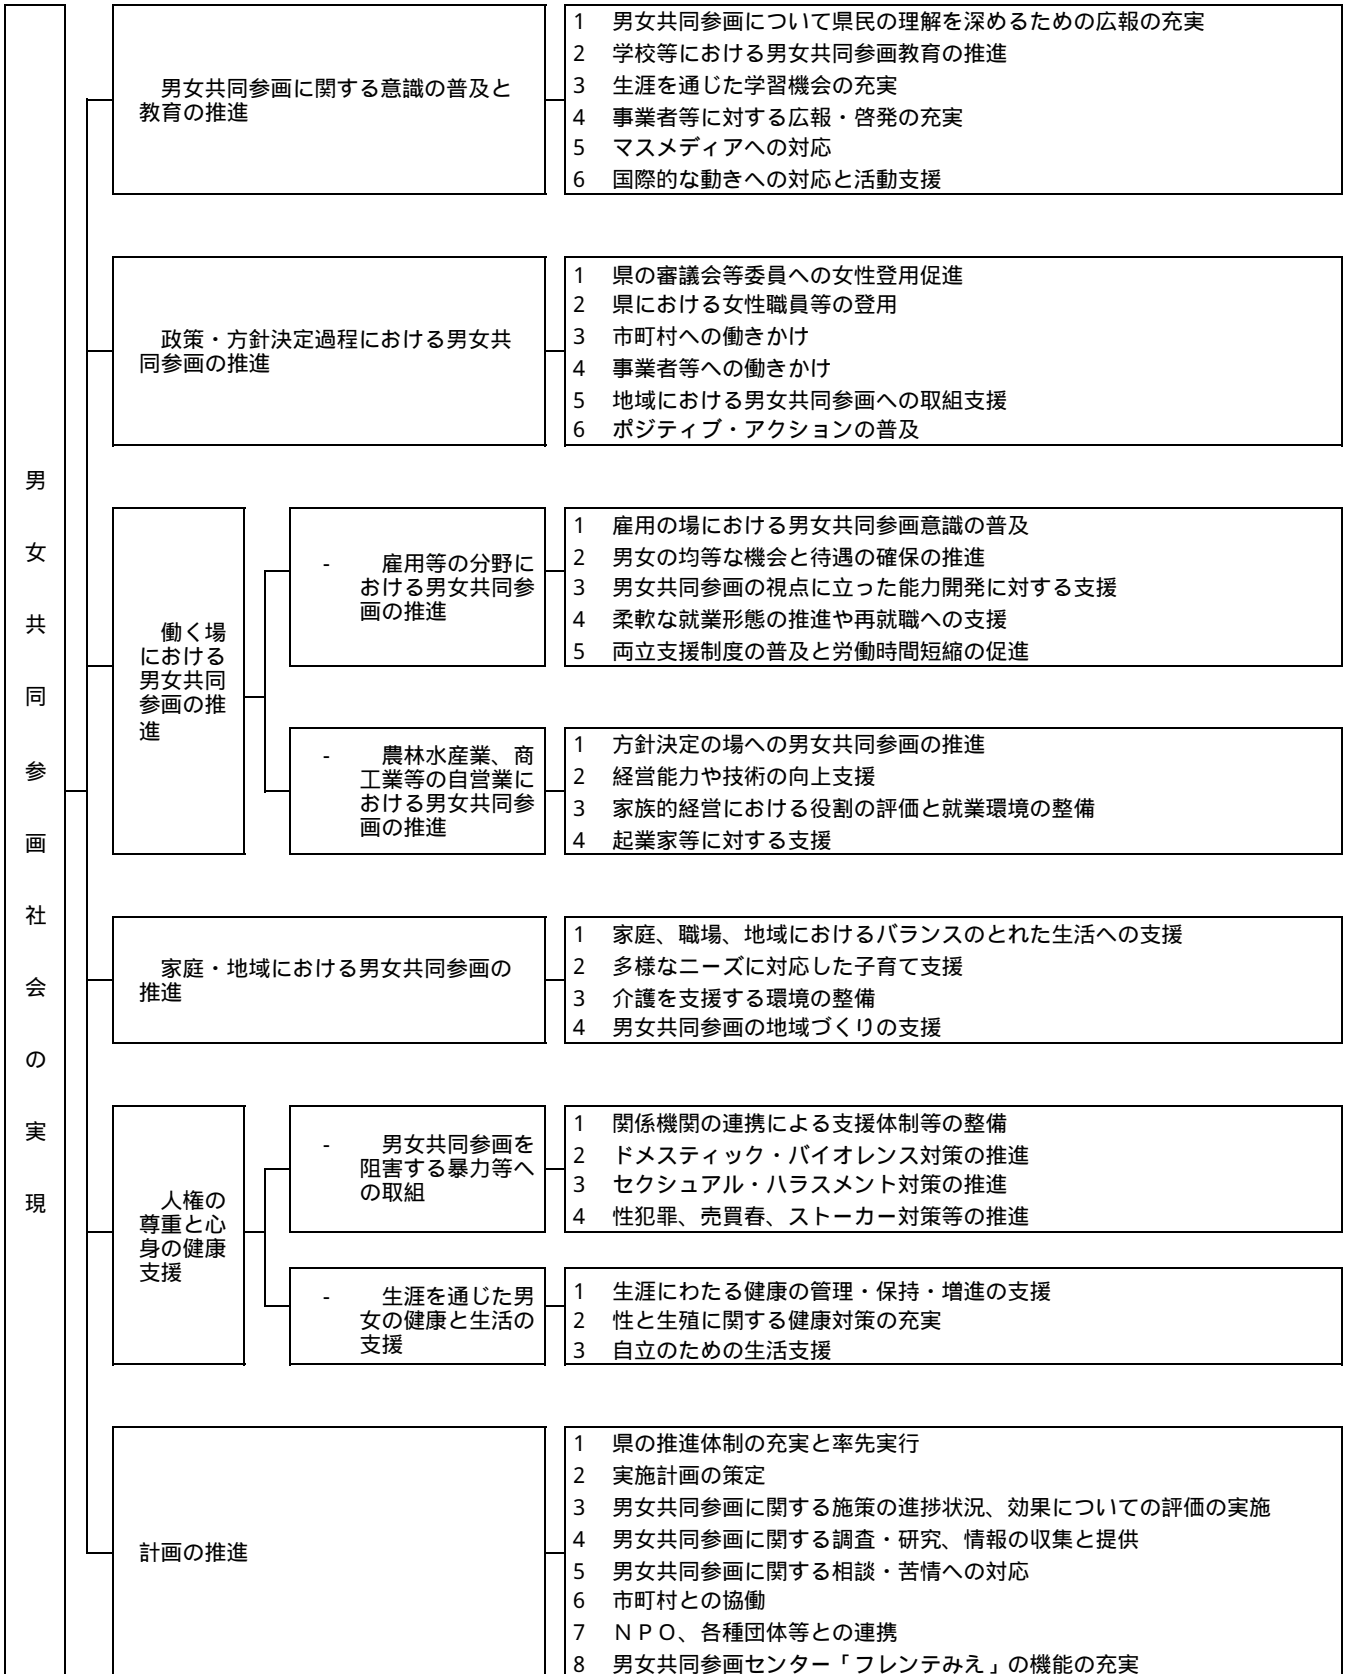 男女共同参画社会の実現
男女共同参画に関する意識の普及と
教育の推進
1 男女共同参画について県民の理解を深めるための広報の充実
2 学校等における男女共同参画教育の推進
3 生涯を通じた学習機会の充実
4 事業者等に対する広報・啓発の充実
5 マスメディアへの対応
6 国際的な動きへの対応と活動支援
政策・方針決定過程における男女共
同参画の推進
1 県の審議会等委員への女性登用促進
2 県における女性職員等の登用
3 市町村への働きかけ
4 事業者等への働きかけ
5 地域における男女共同参画への取組支援
6 ポジティブ・アクションの普及
働く場
における
男女共同
参画の推
進
- 雇用等の分野に
おける男女共同参
画の推進
1 雇用の場における男女共同参画意識の普及
2 男女の均等な機会と待遇の確保の推進
3 男女共同参画の視点に立った能力開発に対する支援
4 柔軟な就業形態の推進や再就職への支援
5 両立支援制度の普及と労働時間短縮の促進
- 農林水産業、商
工業等の自営業に
おける男女共同参
画の推進
1 方針決定の場への男女共同参画の推進
2 経営能力や技術の向上支援
3 家族的経営における役割の評価と就業環境の整備
4 起業家等に対する支援
家庭・地域における男女共同参画の
推進
1 家庭、職場、地域におけるバランスのとれた生活への支援
2 多様なニーズに対応した子育て支援
3 介護を支援する環境の整備
4 男女共同参画の地域づくりの支援
人権の
尊重と心
身の健康
支援
- 男女共同参画を
阻害する暴力等へ
の取組
1 関係機関の連携による支援体制等の整備
2 ドメスティック・バイオレンス対策の推進
3 セクシュアル・ハラスメント対策の推進
4 性犯罪、売買春、ストーカー対策等の推進
- 生涯を通じた男
女の健康と生活の
支援
1 生涯にわたる健康の管理・保持・増進の支援
2 性と生殖に関する健康対策の充実
3 自立のための生活支援
計画の推進
1 県の推進体制の充実と率先実行
2 実施計画の策定
3 男女共同参画に関する施策の進捗状況、効果についての評価の実施
4 男女共同参画に関する調査・研究、情報の収集と提供
5 男女共同参画に関する相談・苦情への対応
6 市町村との協働
7 ＮＰＯ、各種団体等との連携
8 男女共同参画センター「フレンテみえ」の機能の充実